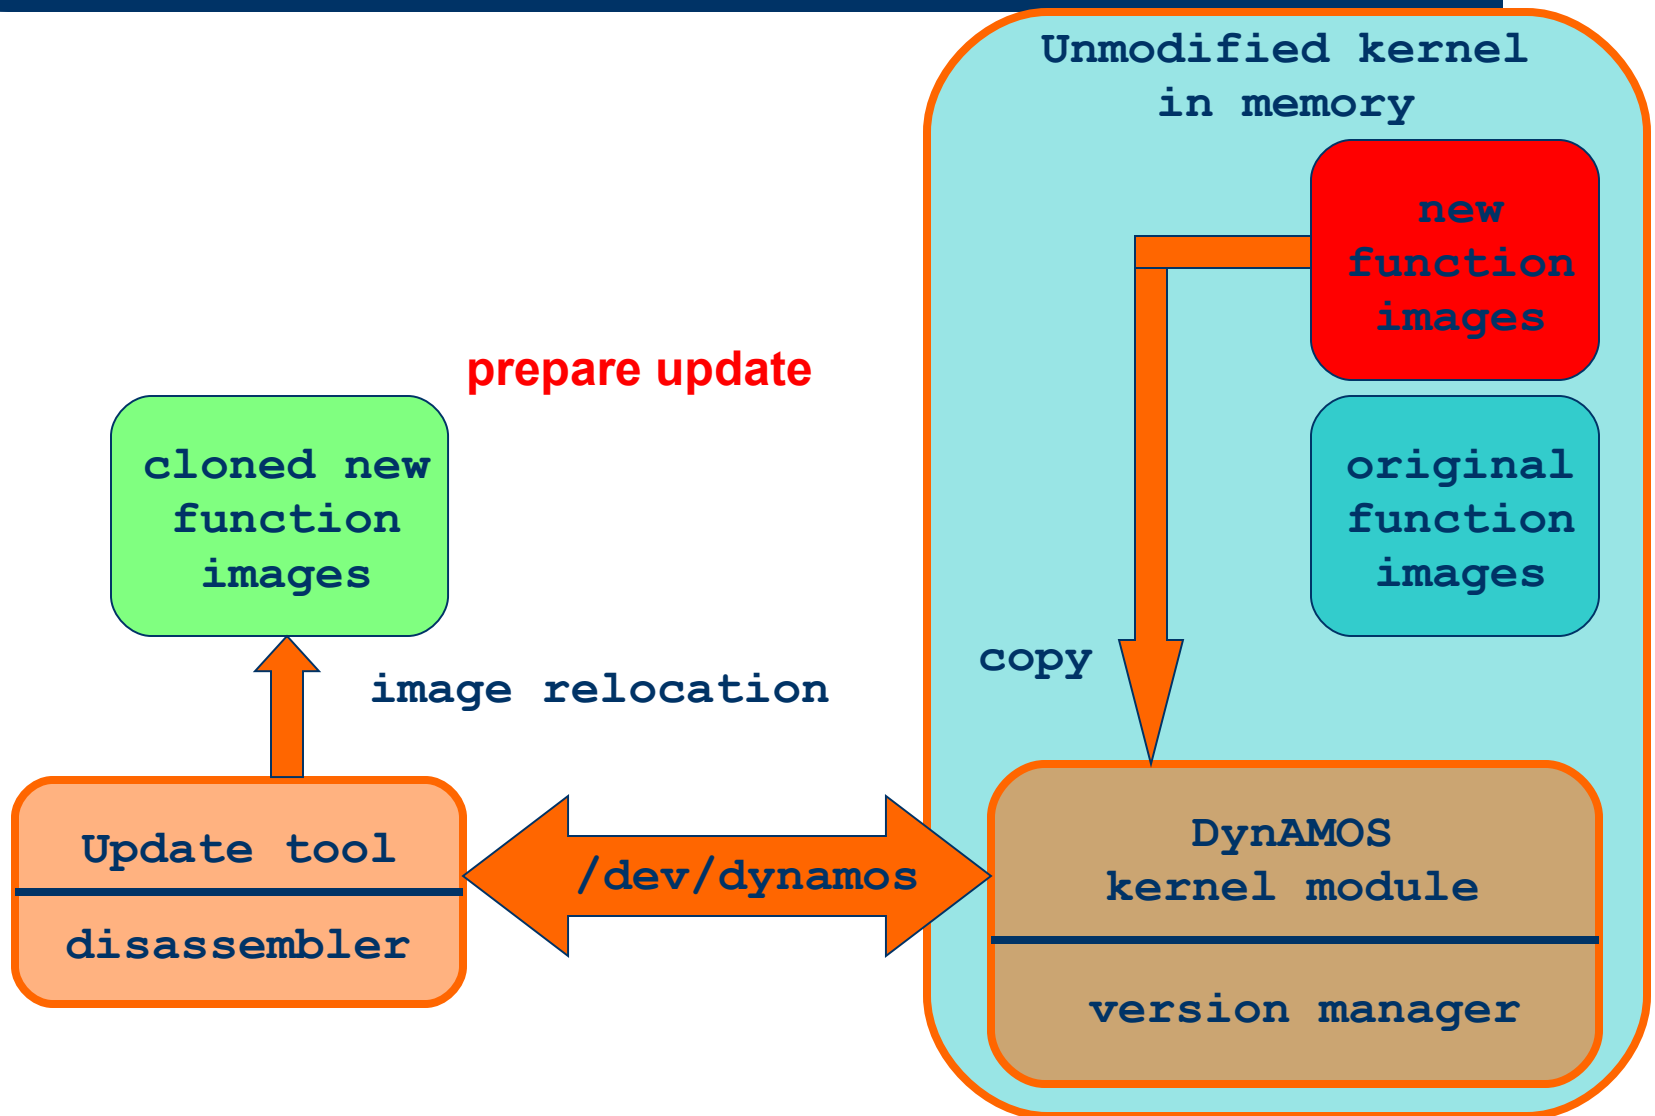 Unmodified kernel
in memory
new
function
images
prepare update
cloned new
function
images
original
function
images
copy
image relocation
Update tool
disassembler
/dev/dynamos
DynAMOS
kernel module
version manager